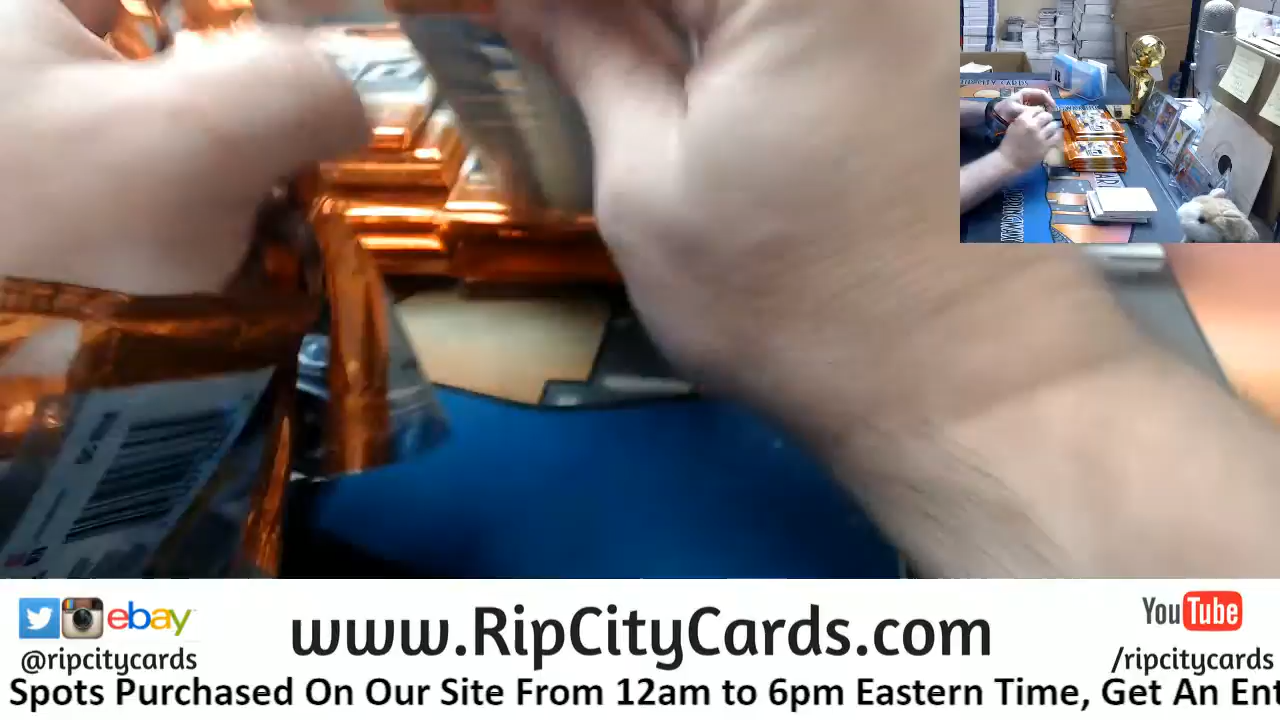 ebay
www.RipCityCards.com
YouTube
@ripcitycards
/ripcitycards
Spots Purchased On Our Site From 12am to 6pm Eastern Time, Get An Ent